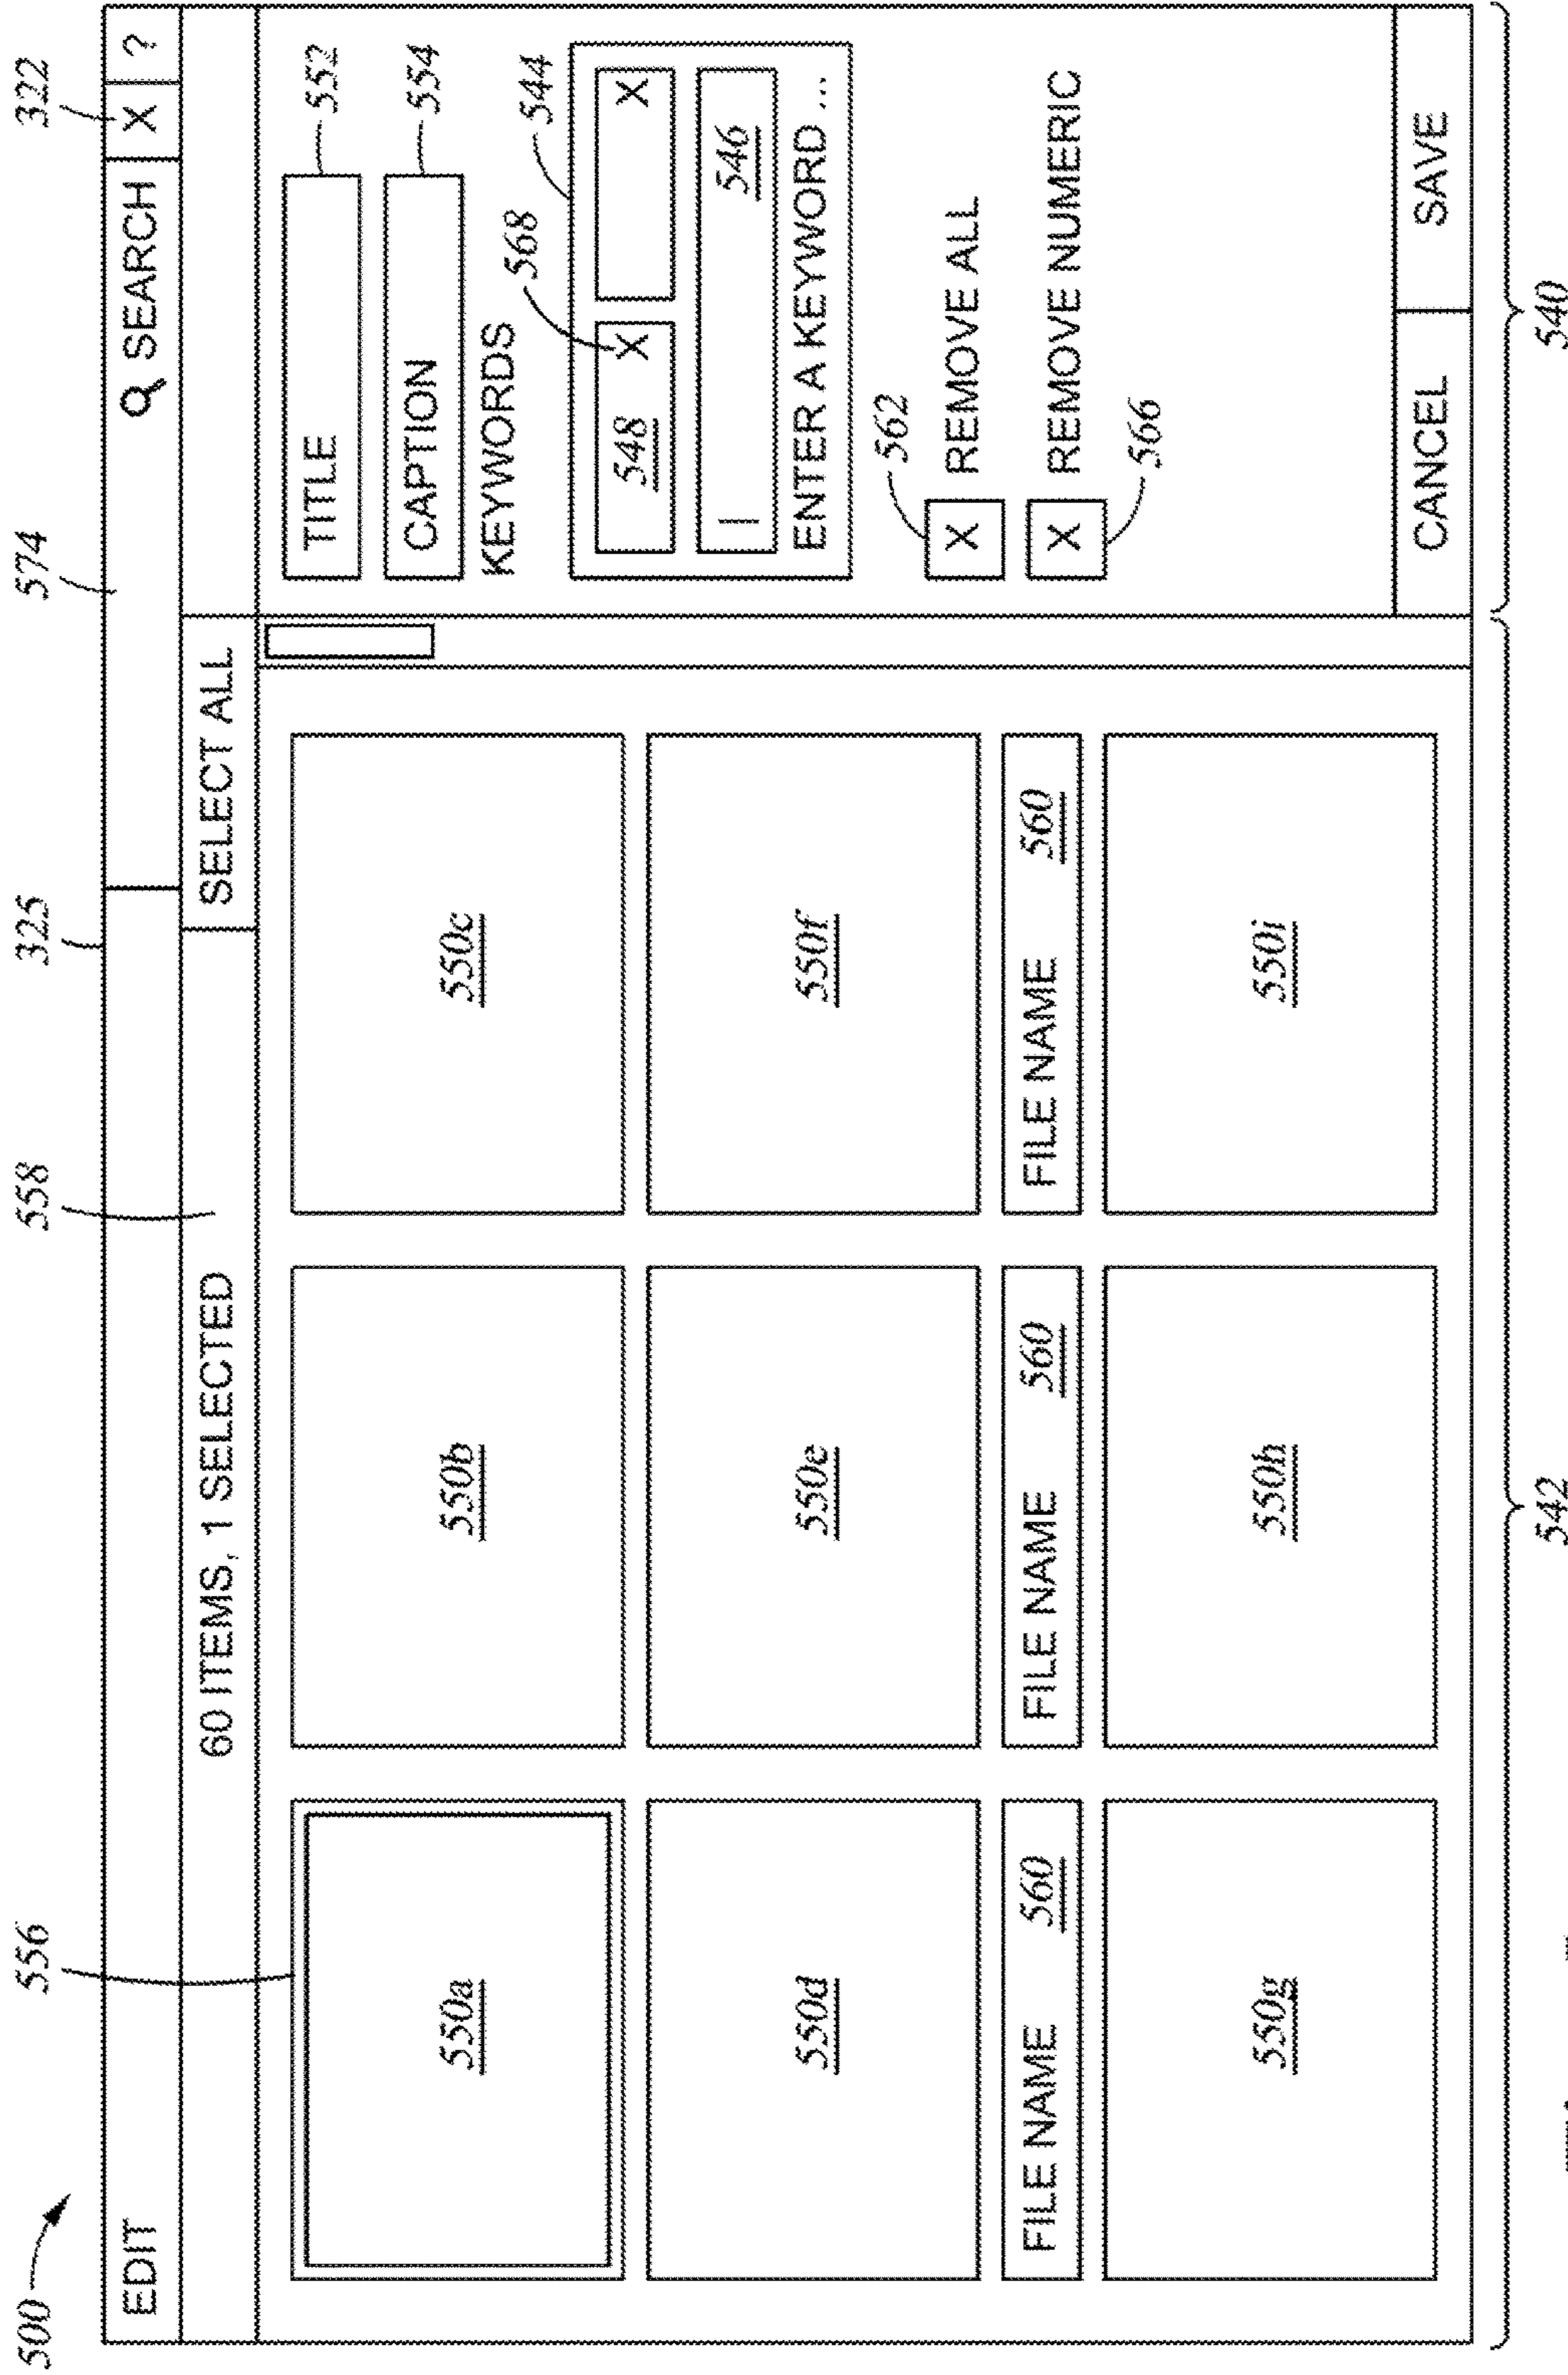 500
556
558
325
574
322
EDIT
SEARCH
X
?
60 ITEMS, 1 SELECTED
SELECT ALL
550a
550b
550c
TITLE
552
CAPTION
554
KEYWORDS
568
544
548
X
X
546
ENTER A KEYWORD ...
550d
550e
550f
562
X
REMOVE ALL
FILE NAME 560
FILE NAME 560
FILE NAME 560
X
REMOVE NUMERIC
566
550g
550h
550i
CANCEL
SAVE
542
540